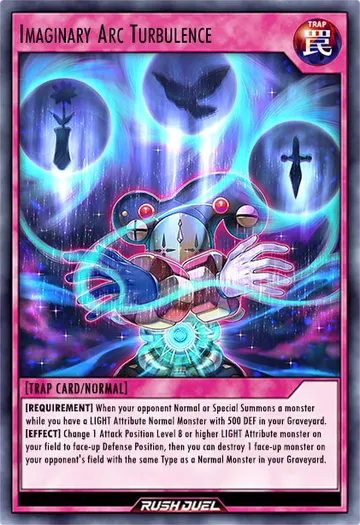 Imaginary Arc Turbulence
TRAP
罠
[TRAP CARD/NORMAL]
[REQUIREMENT] When your opponent Normal or Special Summons a monster
while you have a LIGHT Attribute Normal Monster with 500 DEF in your Graveyard.
[EFFECT] Change 1 Attack Position Level 8 or higher LIGHT Attribute monster on
your field to face-up Defense Position, then you can destroy 1 face-up monster on
your opponent's field with the same Type as a Normal Monster in your Graveyard.
RUSH DUEL